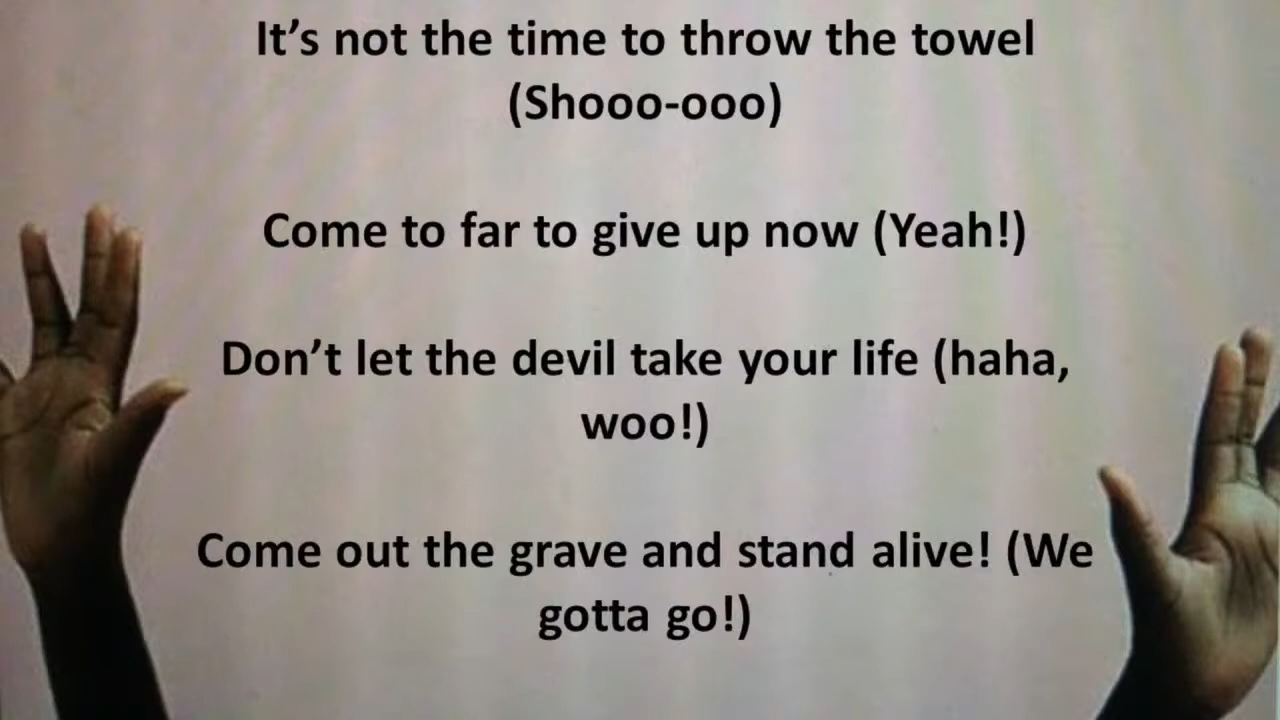 It’s not the time to throw the towel
(Shooo-ooo)
Come to far to give up now (Yeah!)
Don’t let the devil take your life (haha,
woo!)
Come out the grave and stand alive! (We
gotta go!)